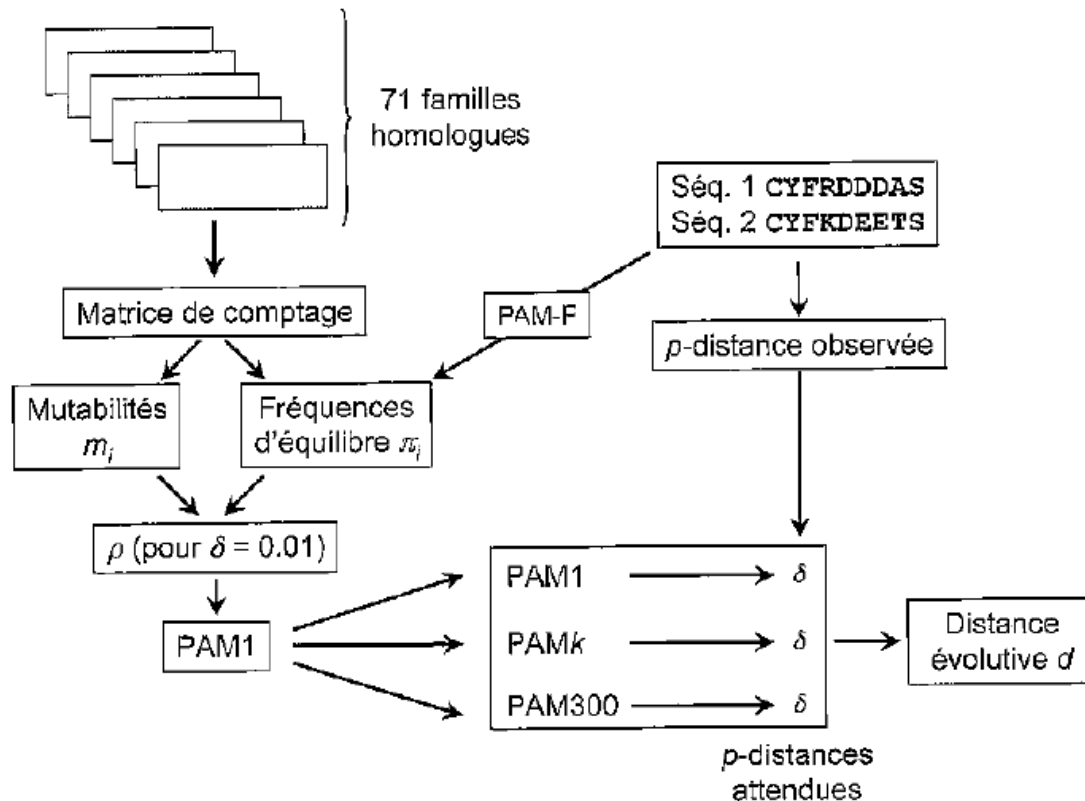 71 familles
homologues
Séq. 1 CYFRDDDAS
Séq. 2 CYFKDEETS
Matrice de comptage
PAM-F
p-distance observée
Mutabilités
mi
Fréquences
d'équilibre πi
ρ (pour δ = 0.01)
PAM1
PAM1 δ
PAMk δ
PAM300 δ
Distance
évolutive d
p-distances
attendues